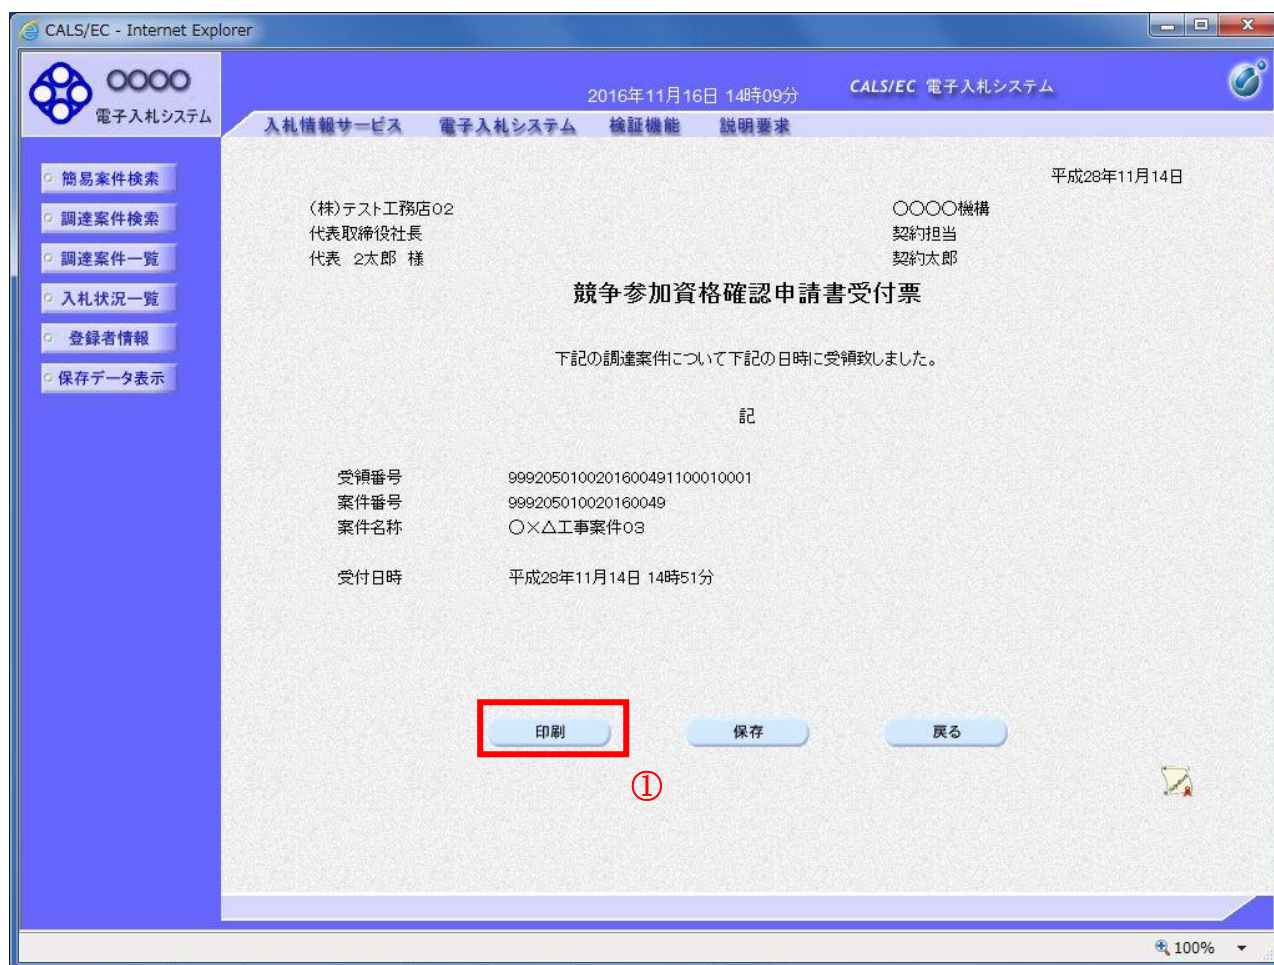 CALS/EC - Internet Explorer
○○○○
電子入札システム
2016年11月16日 14時09分
CALS/EC 電子入札システム
入札情報サービス 電子入札システム 検証機能 説明要求
簡易案件検索
調達案件検索
調達案件一覧
入札状況一覧
登録者情報
保存データ表示
平成28年11月14日
(株)テスト工務店02
代表取締役社長
代表 2太郎 様
○○○○機構
契約担当
契約太郎
競争参加資格確認申請書受付票
下記の調達案件について下記の日時に受領致しました。
記
受領番号 9992050100201600491100010001
案件番号 999205010020160049
案件名称 ○×△工事案件03
受付日時 平成28年11月14日 14時51分
印刷 保存 戻る
①
100%